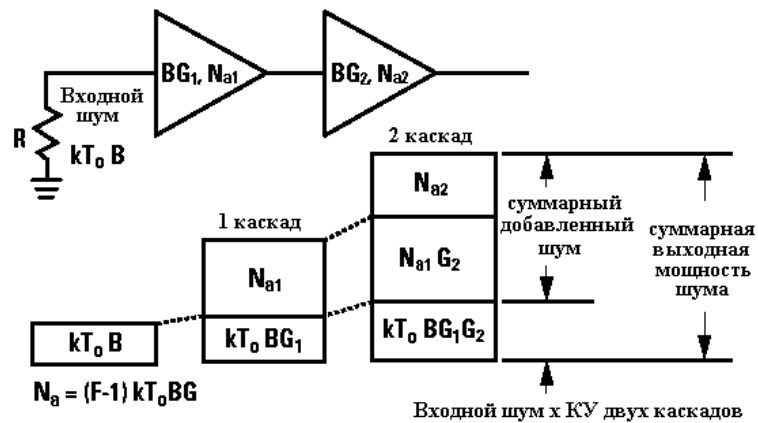 BG₁, Nₐ₁
BG₂, Nₐ₂
Входной
шум
R
kTₒ B
2 каскад
1 каскад
Nₐ₂
Nₐ₁
Nₐ₁ G₂
kTₒ B
kTₒ BG₁
kTₒ BG₁G₂
суммарный
добавленный
шум
суммарная
выходная
мощность
шума
Nₐ = (F-1) kTₒBG
Входной шум x КУ двух каскадов